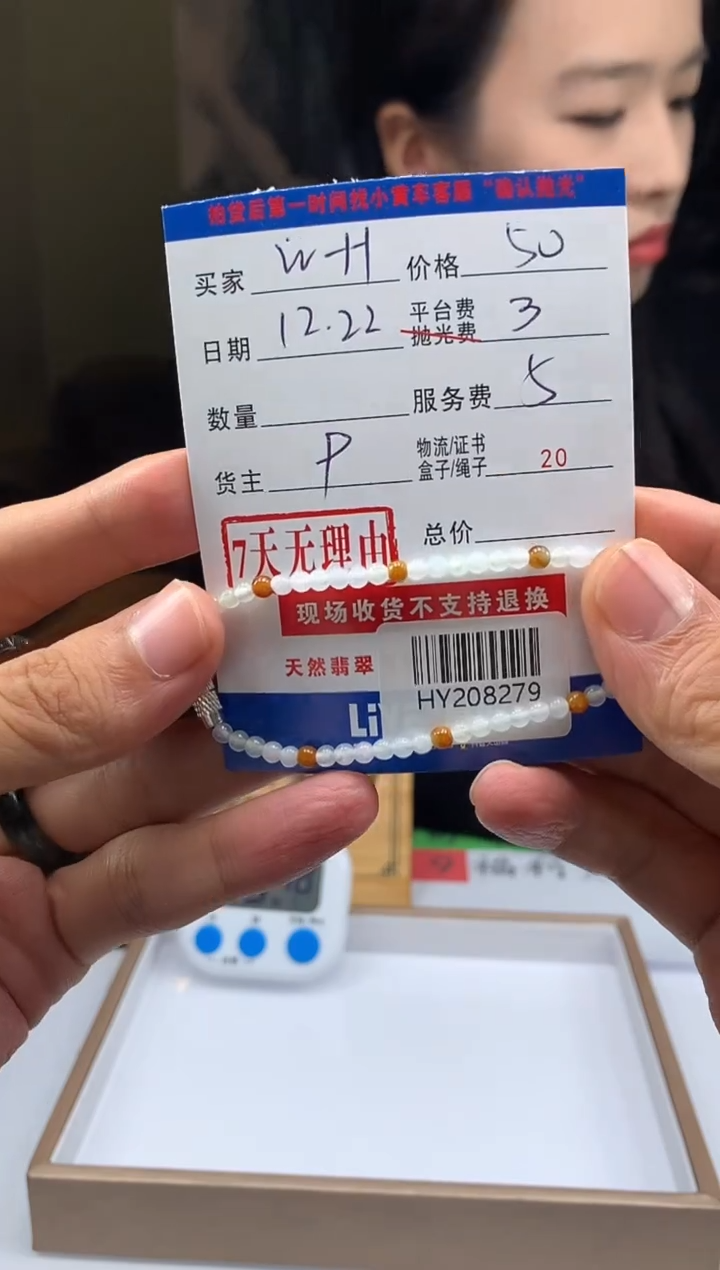 拍货后第一时间找小黄车客服“确认抛光”
买家 WH 价格 50
日期 12.22 平台费 3
抛光费
数量 服务费 5
货主 P 物流/证书 20
盒子/绳子
7天无理由 总价
现场收货不支持退换
天然翡翠
HY208279